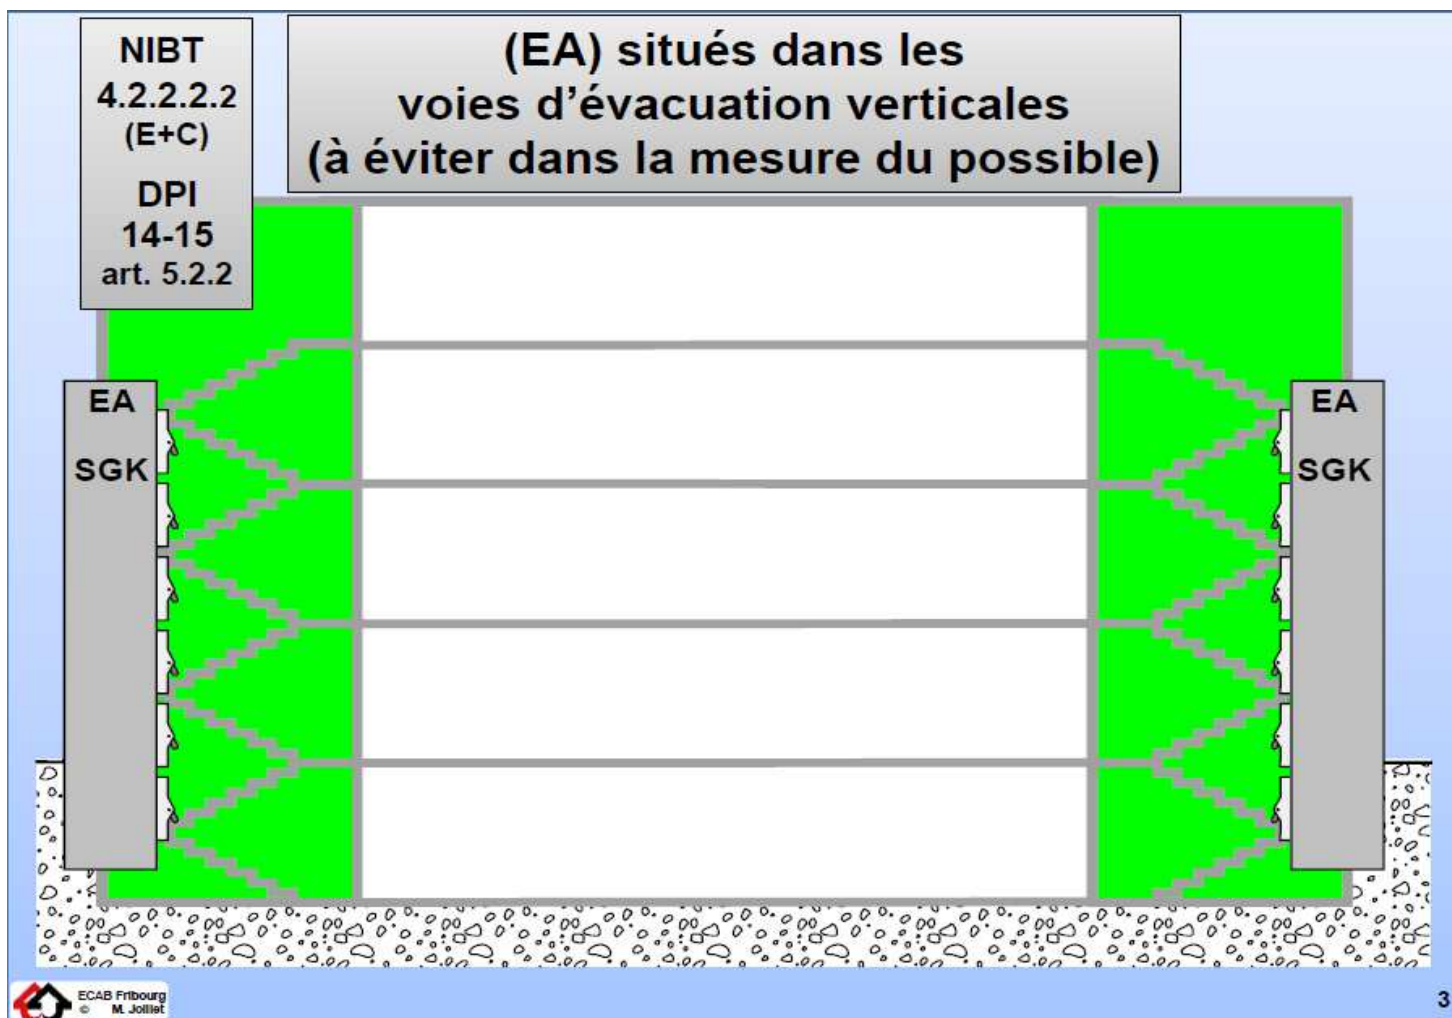 NIBT
4.2.2.2.2
(E+C)
DPI
14-15
art. 5.2.2
(EA) situés dans les
voies d'évacuation verticales
(à éviter dans la mesure du possible)
EA
SGK
EA
SGK
ECAB Fribourg
© M. Jolliet
3